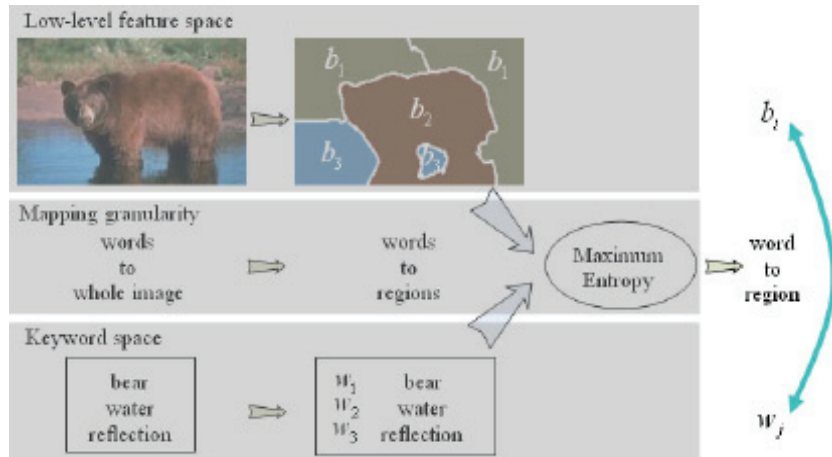 Low-level feature space
b1
b1
b2
b3
b3
bi
Mapping granularity
words
to
whole image
words
to
regions
Maximum
Entropy
word
to
region
Keyword space
bear
water
reflection
w1 bear
w2 water
w3 reflection
wj